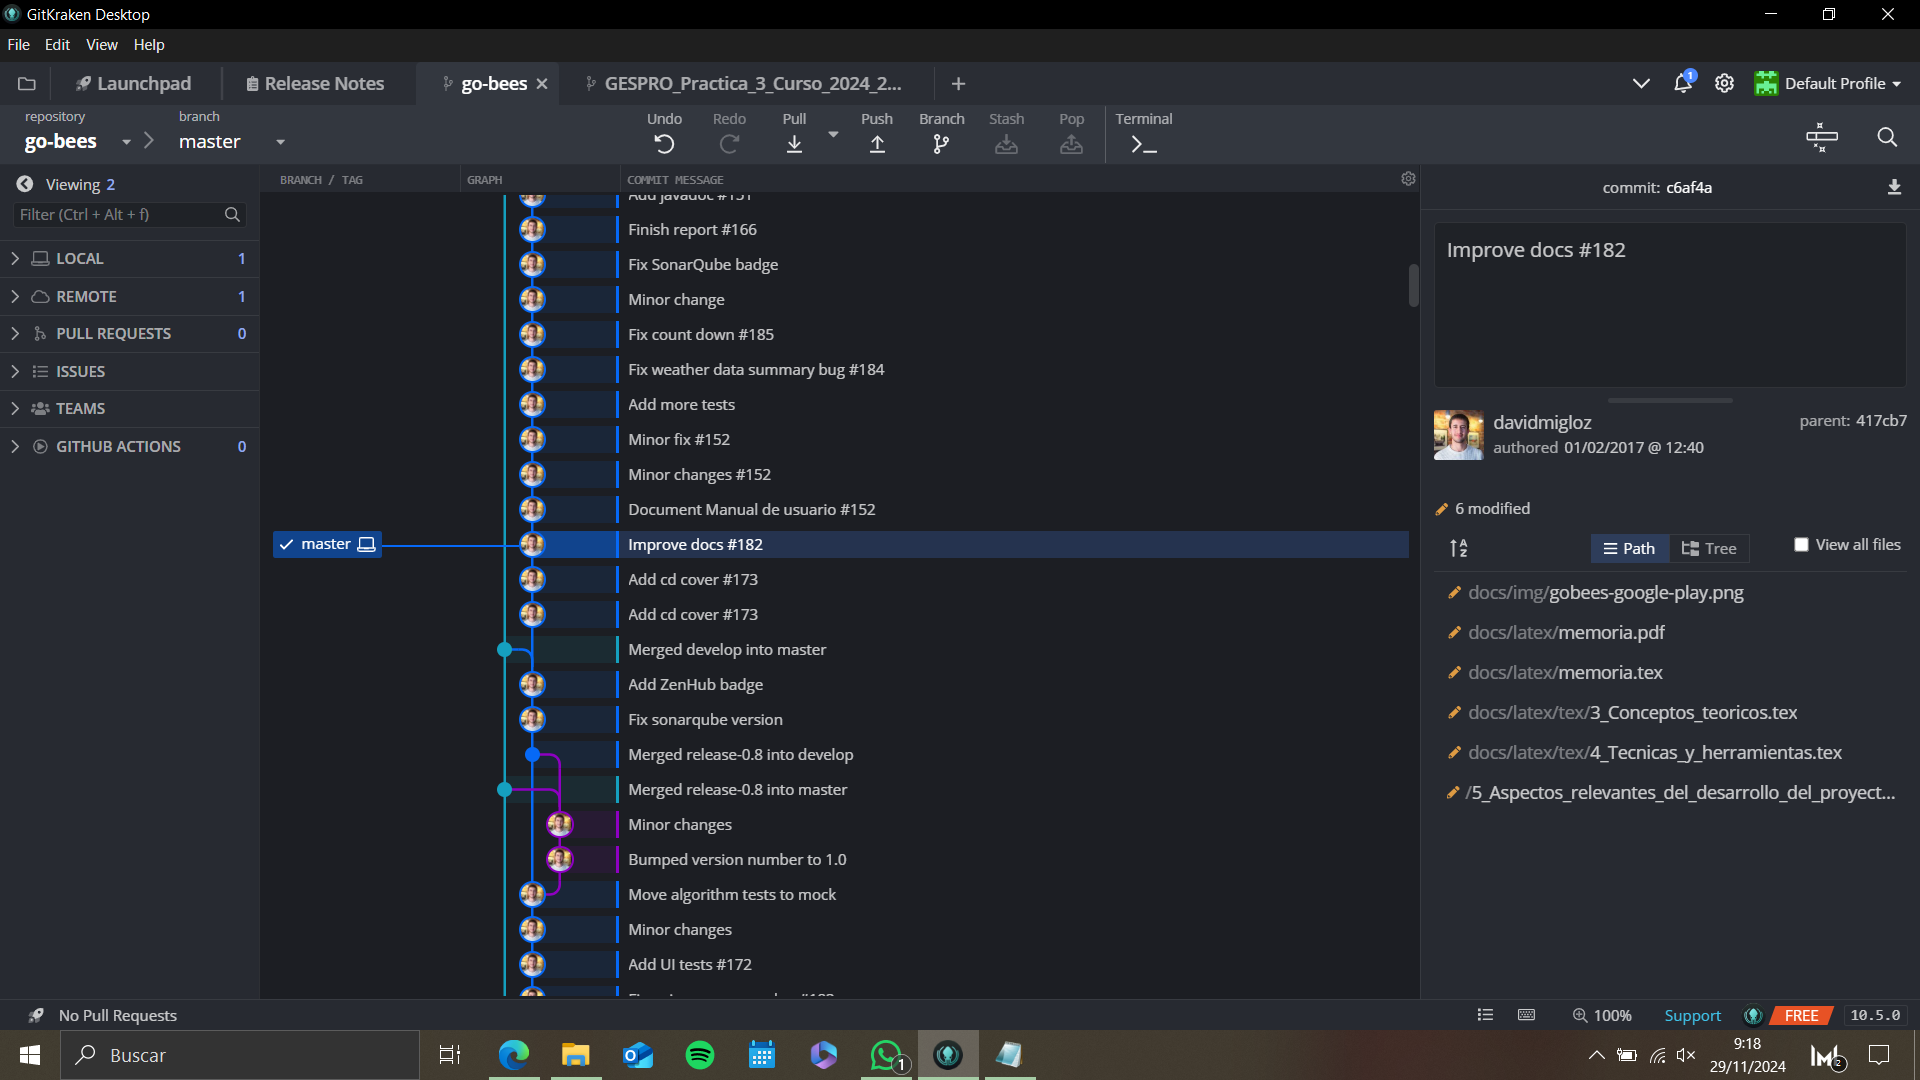 GitKraken Desktop
File Edit View Help
Launchpad Release Notes go-bees GESPRO_Practica_3_Curso_2024_2... 1 Default Profile
repository branch
go-bees master
Undo Redo Pull Push Branch Stash Pop Terminal
Viewing 2
Filter (Ctrl + Alt + f)
LOCAL 1
REMOTE 1
PULL REQUESTS 0
ISSUES
TEAMS
GITHUB ACTIONS 0
BRANCH / TAG GRAPH COMMIT MESSAGE
Add javadoc #151
Finish report #166
Fix SonarQube badge
Minor change
Fix count down #185
Fix weather data summary bug #184
Add more tests
Minor fix #152
Minor changes #152
Document Manual de usuario #152
master Improve docs #182
Add cd cover #173
Add cd cover #173
Merged develop into master
Add ZenHub badge
Fix sonarqube version
Merged release-0.8 into develop
Merged release-0.8 into master
Minor changes
Bumped version number to 1.0
Move algorithm tests to mock
Minor changes
Add UI tests #172
commit: c6af4a
Improve docs #182
davidmigloz parent: 417cb7
authored 01/02/2017 @ 12:40
6 modified
Path Tree View all files
docs/img/gobees-google-play.png
docs/latex/memoria.pdf
docs/latex/memoria.tex
docs/latex/tex/3_Conceptos_teoricos.tex
docs/latex/tex/4_Tecnicas_y_herramientas.tex
/5_Aspectos_relevantes_del_desarrollo_del_proyect...
No Pull Requests 100% Support FREE 10.5.0
Buscar 1 9:18
29/11/2024 2